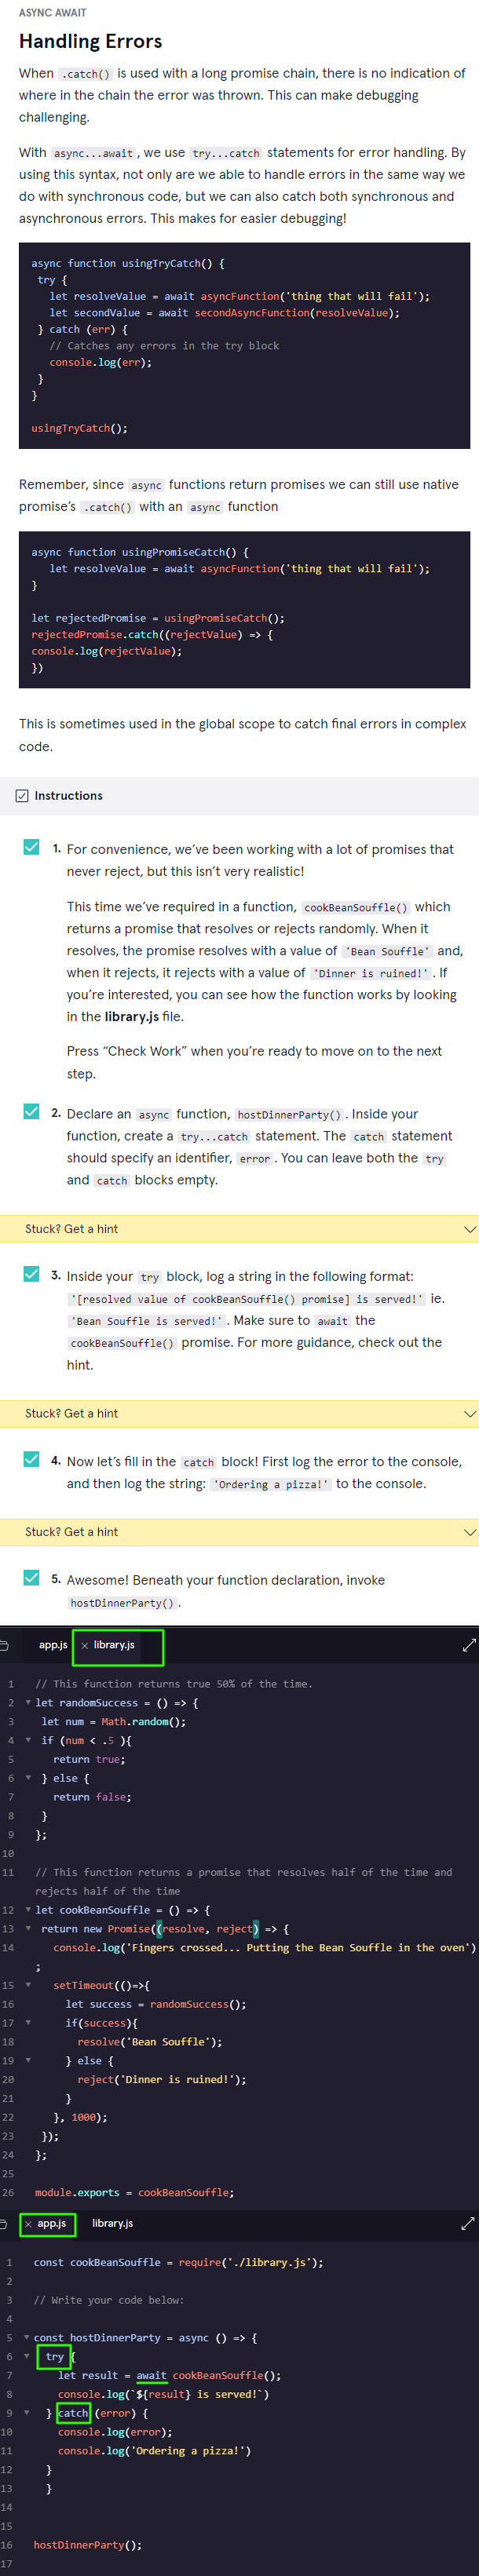 ASYNC AWAIT
Handling Errors
When .catch() is used with a long promise chain, there is no indication of
where in the chain the error was thrown. This can make debugging
challenging.
With async...await, we use try...catch statements for error handling. By
using this syntax, not only are we able to handle errors in the same way we
do with synchronous code, but we can also catch both synchronous and
asynchronous errors. This makes for easier debugging!
async function usingTryCatch() {
try {
let resolveValue = await asyncFunction('thing that will fail');
let secondValue = await secondAsyncFunction(resolveValue);
} catch (err) {
// Catches any errors in the try block
console.log(err);
}
}
usingTryCatch();
Remember, since async functions return promises we can still use native
promise's .catch() with an async function
async function usingPromiseCatch() {
let resolveValue = await asyncFunction('thing that will fail');
}
let rejectedPromise = usingPromiseCatch();
rejectedPromise.catch((rejectValue) => {
console.log(rejectValue);
})
This is sometimes used in the global scope to catch final errors in complex
code.
Instructions
1. For convenience, we've been working with a lot of promises that
never reject, but this isn't very realistic!
This time we've required in a function, cookBeanSouffle() which
returns a promise that resolves or rejects randomly. When it
resolves, the promise resolves with a value of 'Bean Souffle' and,
when it rejects, it rejects with a value of 'Dinner is ruined!'. If
you're interested, you can see how the function works by looking
in the library.js file.
Press “Check Work” when you're ready to move on to the next
step.
2. Declare an async function, hostDinnerParty(). Inside your
function, create a try...catch statement. The catch statement
should specify an identifier, error. You can leave both the try
and catch blocks empty.
Stuck? Get a hint
3. Inside your try block, log a string in the following format:
'[resolved value of cookBeanSouffle() promise] is served!' ie.
'Bean Souffle is served!'. Make sure to await the
cookBeanSouffle() promise. For more guidance, check out the
hint.
Stuck? Get a hint
4. Now let's fill in the catch block! First log the error to the console,
and then log the string: 'Ordering a pizza!' to the console.
Stuck? Get a hint
5. Awesome! Beneath your function declaration, invoke
hostDinnerParty().
app.js × library.js
1 // This function returns true 50% of the time.
2 let randomSuccess = () => {
3 let num = Math.random();
4 if (num < .5 ){
5 return true;
6 } else {
7 return false;
8 }
9 };
10
11 // This function returns a promise that resolves half of the time and
rejects half of the time
12 let cookBeanSouffle = () => {
13 return new Promise((resolve, reject) => {
14 console.log('Fingers crossed... Putting the Bean Souffle in the oven')
;
15 setTimeout(()=>{
16 let success = randomSuccess();
17 if(success){
18 resolve('Bean Souffle');
19 } else {
20 reject('Dinner is ruined!');
21 }
22 }, 1000);
23 });
24 };
25
26 module.exports = cookBeanSouffle;
× app.js library.js
1 const cookBeanSouffle = require('./library.js');
2
3 // Write your code below:
4
5 const hostDinnerParty = async () => {
6 try {
7 let result = await cookBeanSouffle();
8 console.log(`${result} is served!`)
9 } catch (error) {
10 console.log(error);
11 console.log('Ordering a pizza!')
12 }
13 }
14
15
16 hostDinnerParty();
17